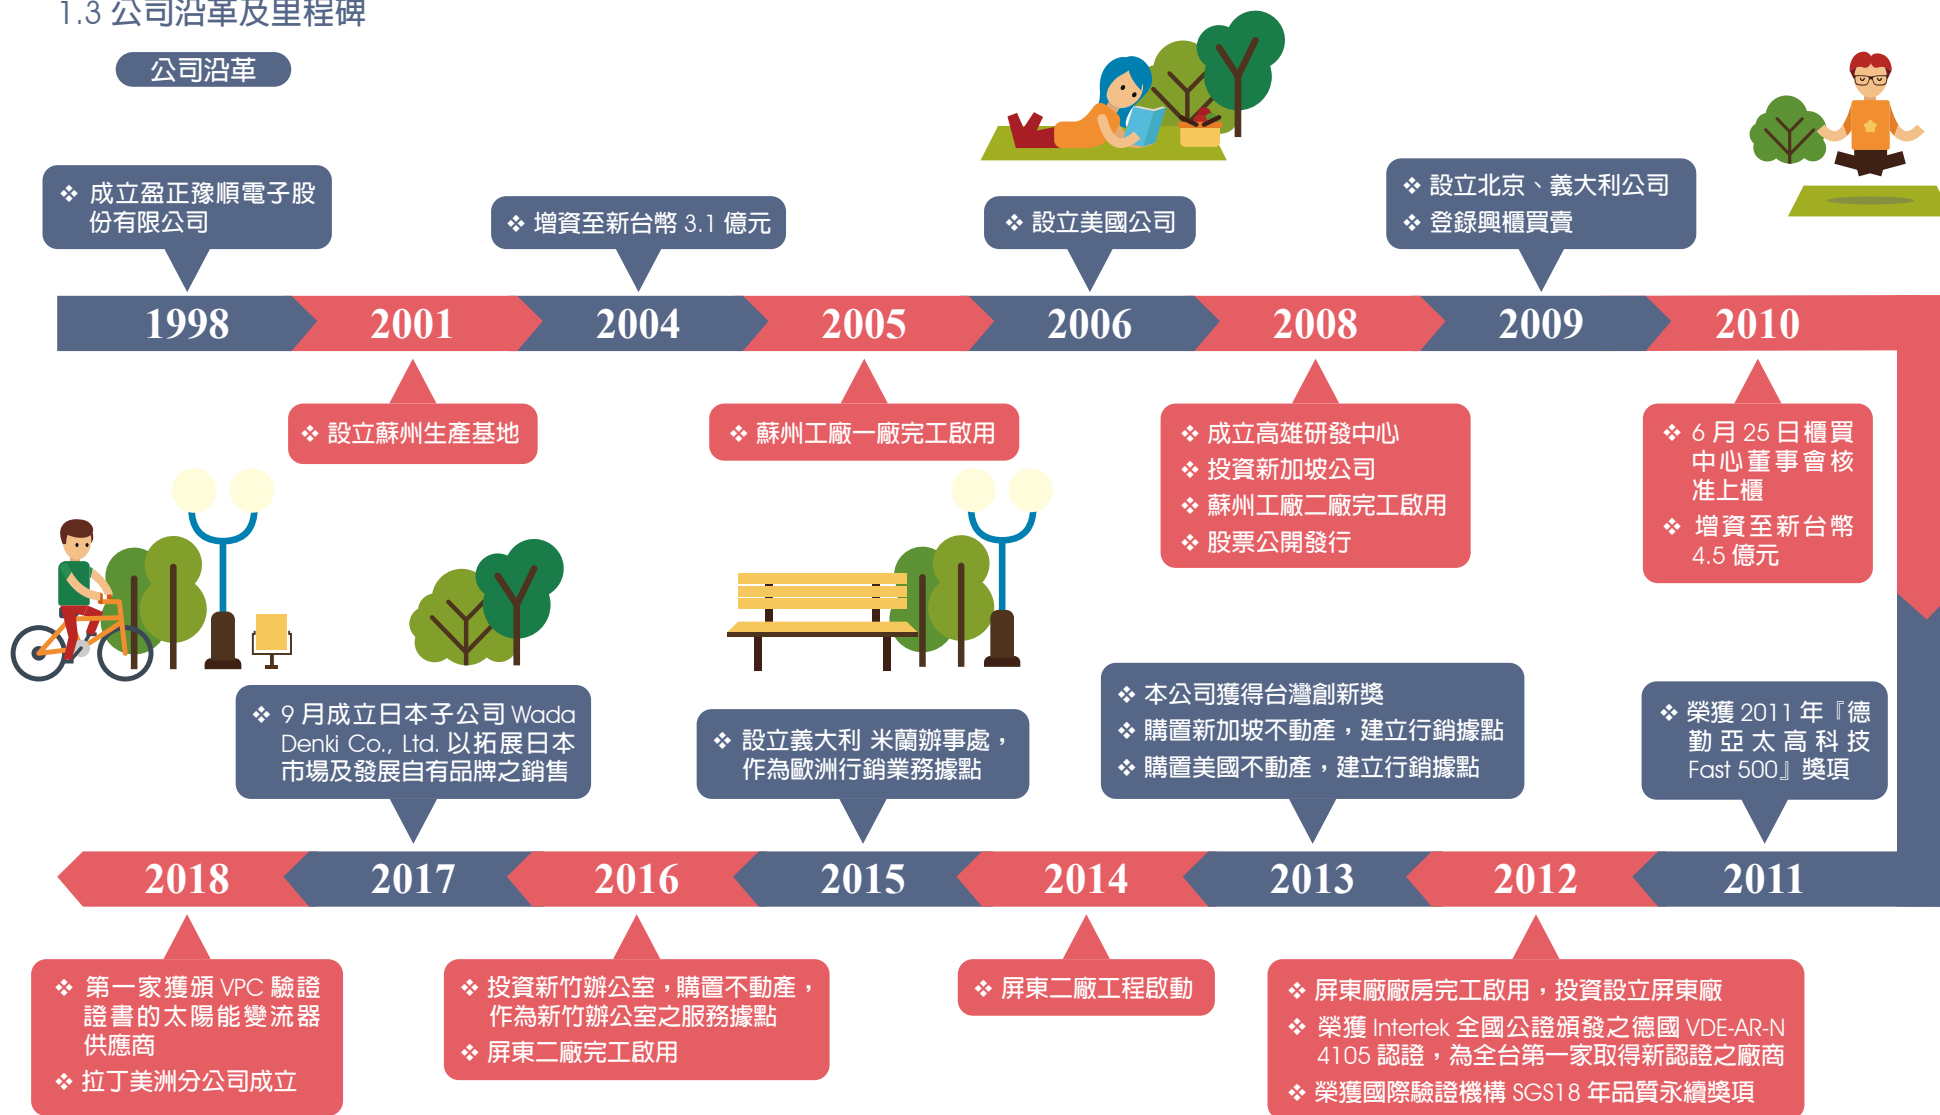 1.3 公司沿革及里程碑
公司沿革
❖ 成立盈正豫順電子股
份有限公司
❖ 增資至新台幣 3.1 億元
❖ 設立美國公司
❖ 設立北京、義大利公司
❖ 登錄興櫃買賣
1998
2001
2004
2005
2006
2008
2009
2010
❖ 設立蘇州生產基地
❖ 蘇州工廠一廠完工啟用
❖ 成立高雄研發中心
❖ 投資新加坡公司
❖ 蘇州工廠二廠完工啟用
❖ 股票公開發行
❖ 6 月 25 日櫃買
中心董事會核
准上櫃
❖ 增資至新台幣
4.5 億元
❖ 榮獲 2011 年『德
勤亞太高科技
Fast 500』獎項
❖ 本公司獲得台灣創新獎
❖ 購置新加坡不動產，建立行銷據點
❖ 購置美國不動產，建立行銷據點
❖ 設立義大利 米蘭辦事處，
作為歐洲行銷業務據點
❖ 9 月成立日本子公司 Wada
Denki Co., Ltd. 以拓展日本
市場及發展自有品牌之銷售
2011
2012
2013
2014
2015
2016
2017
2018
❖ 屏東廠廠房完工啟用，投資設立屏東廠
❖ 榮獲 Intertek 全國公證頒發之德國 VDE-AR-N
4105 認證，為全台第一家取得新認證之廠商
❖ 榮獲國際驗證機構 SGS18 年品質永續獎項
❖ 屏東二廠工程啟動
❖ 投資新竹辦公室，購置不動產，
作為新竹辦公室之服務據點
❖ 屏東二廠完工啟用
❖ 第一家獲頒 VPC 驗證
證書的太陽能變流器
供應商
❖ 拉丁美洲分公司成立